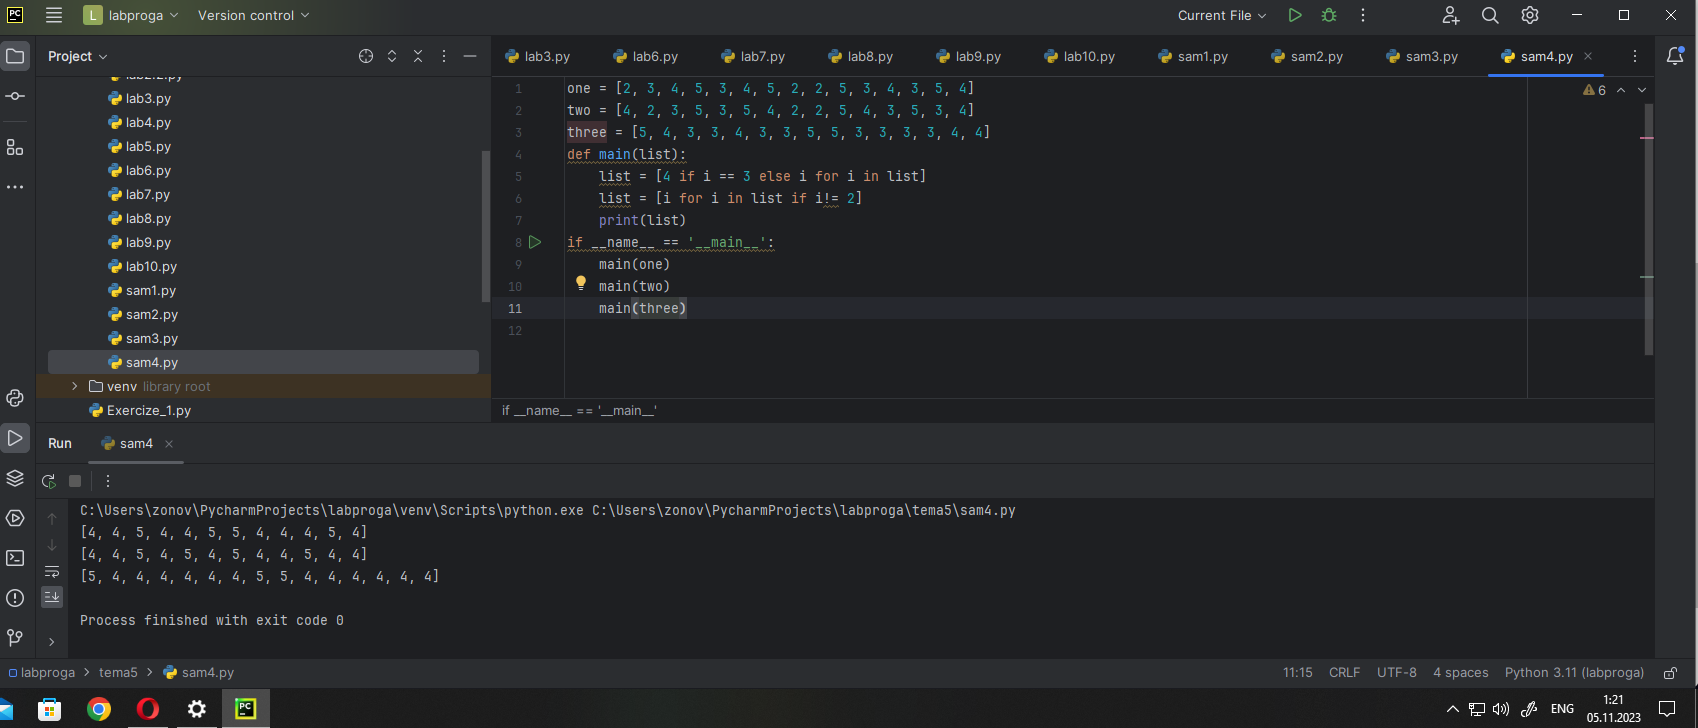 PC
L labproga
Version control
Current File
Project
lab3.py
lab6.py
lab7.py
lab8.py
lab9.py
lab10.py
sam1.py
sam2.py
sam3.py
sam4.py
lab3.py
lab4.py
lab5.py
lab6.py
lab7.py
lab8.py
lab9.py
lab10.py
sam1.py
sam2.py
sam3.py
sam4.py
venv library root
Exercize_1.py
6
1 one = [2, 3, 4, 5, 3, 4, 5, 2, 2, 5, 3, 4, 3, 5, 4]
2 two = [4, 2, 3, 5, 3, 5, 4, 2, 2, 5, 4, 3, 5, 3, 4]
3 three = [5, 4, 3, 3, 4, 3, 3, 5, 5, 3, 3, 3, 3, 4, 4]
4 def main(list):
5     list = [4 if i == 3 else i for i in list]
6     list = [i for i in list if i!= 2]
7     print(list)
8 if __name__ == '__main__':
9     main(one)
10     main(two)
11     main(three)
12
if __name__ == '__main__'
Run
sam4
C:\Users\zonov\PycharmProjects\labproga\venv\Scripts\python.exe C:\Users\zonov\PycharmProjects\labproga\tema5\sam4.py
[4, 4, 5, 4, 4, 5, 5, 4, 4, 4, 5, 4]
[4, 4, 5, 4, 5, 4, 5, 4, 4, 5, 4, 4]
[5, 4, 4, 4, 4, 4, 4, 5, 5, 4, 4, 4, 4, 4, 4]
Process finished with exit code 0
labproga > tema5 > sam4.py
11:15 CRLF UTF-8 4 spaces Python 3.11 (labproga)
PC
ENG
1:21
05.11.2023